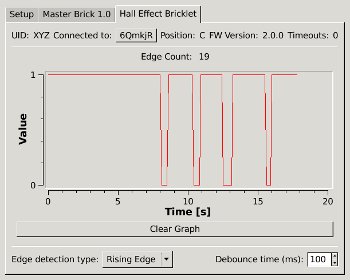 Setup Master Brick 1.0 Hall Effect Bricklet
UID: XYZ Connected to: 6QmkjR Position: C FW Version: 2.0.0 Timeouts: 0
Edge Count: 19
1
Value
0
0 5 10 15 20
Time [s]
Clear Graph
Edge detection type: Rising Edge Debounce time (ms): 100